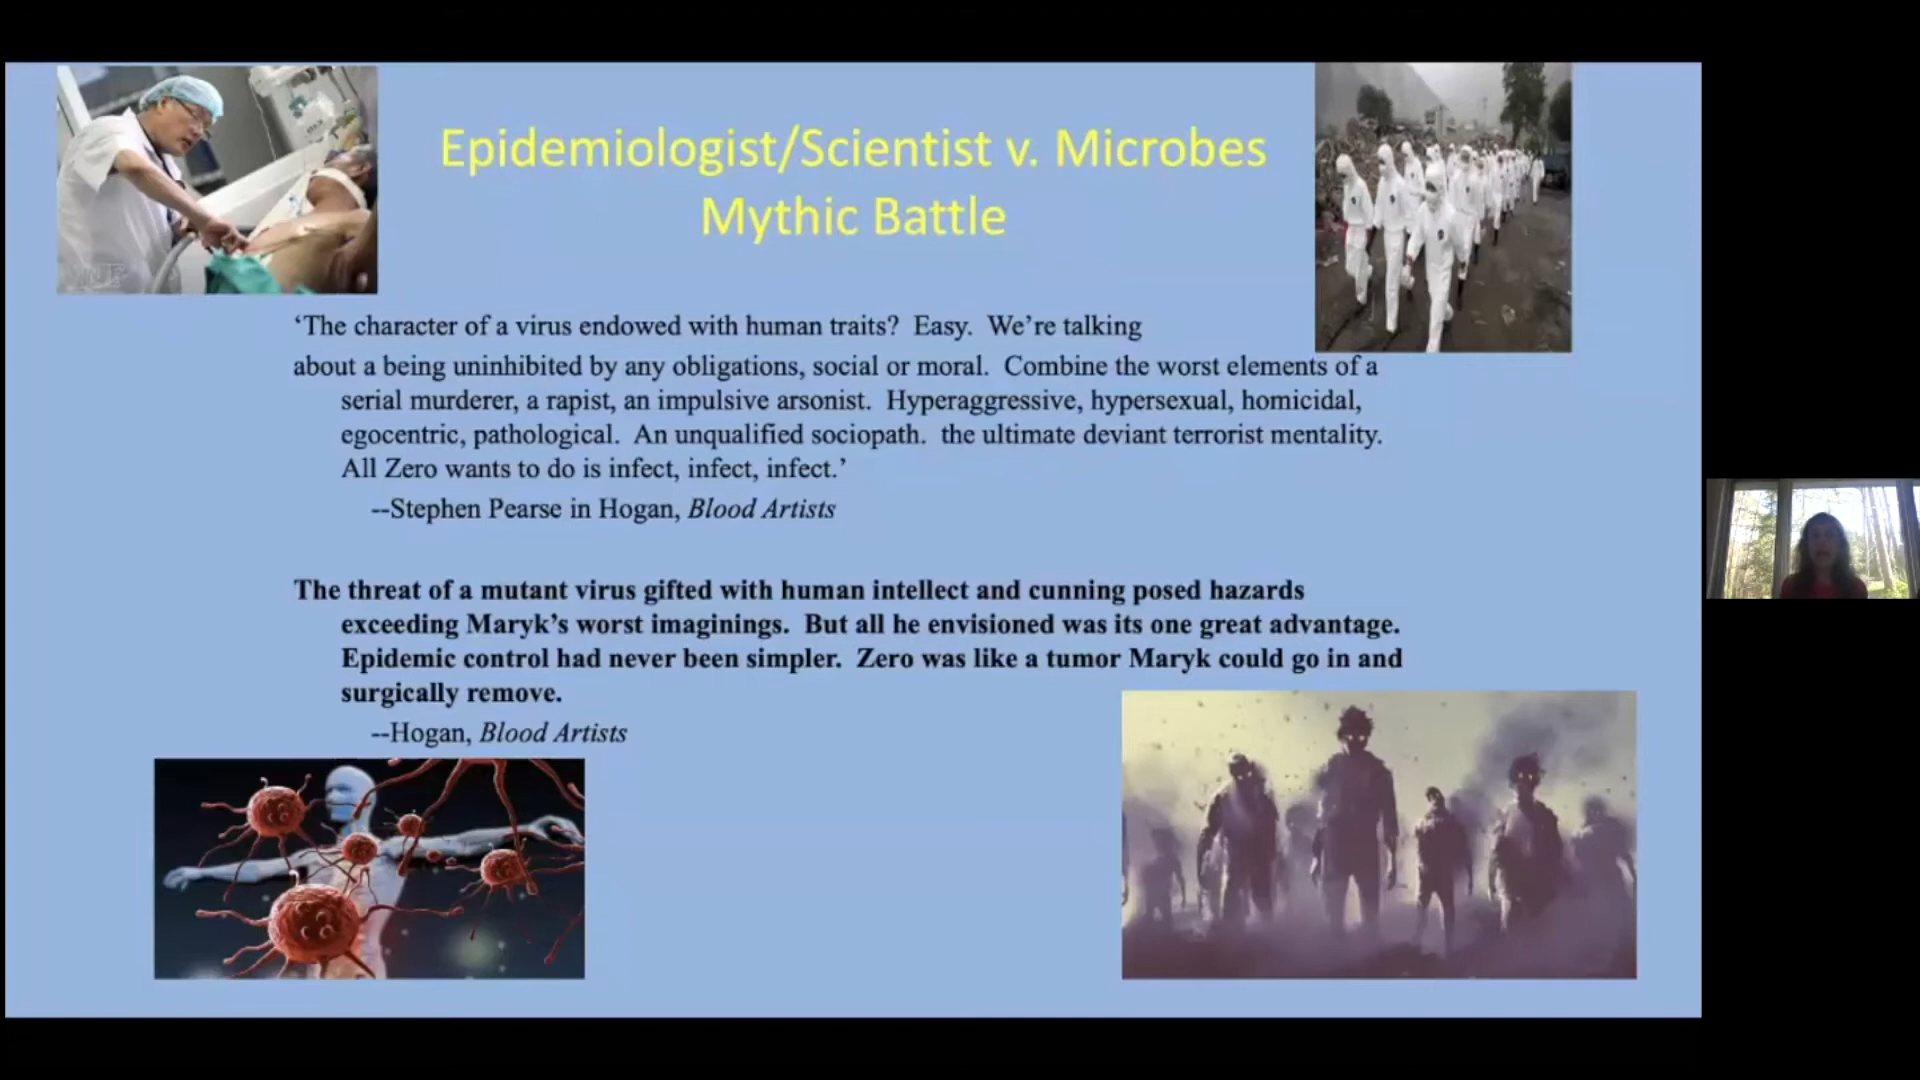 Epidemiologist/Scientist v. Microbes
Mythic Battle
‘The character of a virus endowed with human traits?  Easy.  We’re talking
about a being uninhibited by any obligations, social or moral.  Combine the worst elements of a
serial murderer, a rapist, an impulsive arsonist.  Hyperaggressive, hypersexual, homicidal,
egocentric, pathological.  An unqualified sociopath.  the ultimate deviant terrorist mentality.
All Zero wants to do is infect, infect, infect.’
--Stephen Pearse in Hogan, Blood Artists
The threat of a mutant virus gifted with human intellect and cunning posed hazards
exceeding Maryk’s worst imaginings.  But all he envisioned was its one great advantage.
Epidemic control had never been simpler.  Zero was like a tumor Maryk could go in and
surgically remove.
--Hogan, Blood Artists